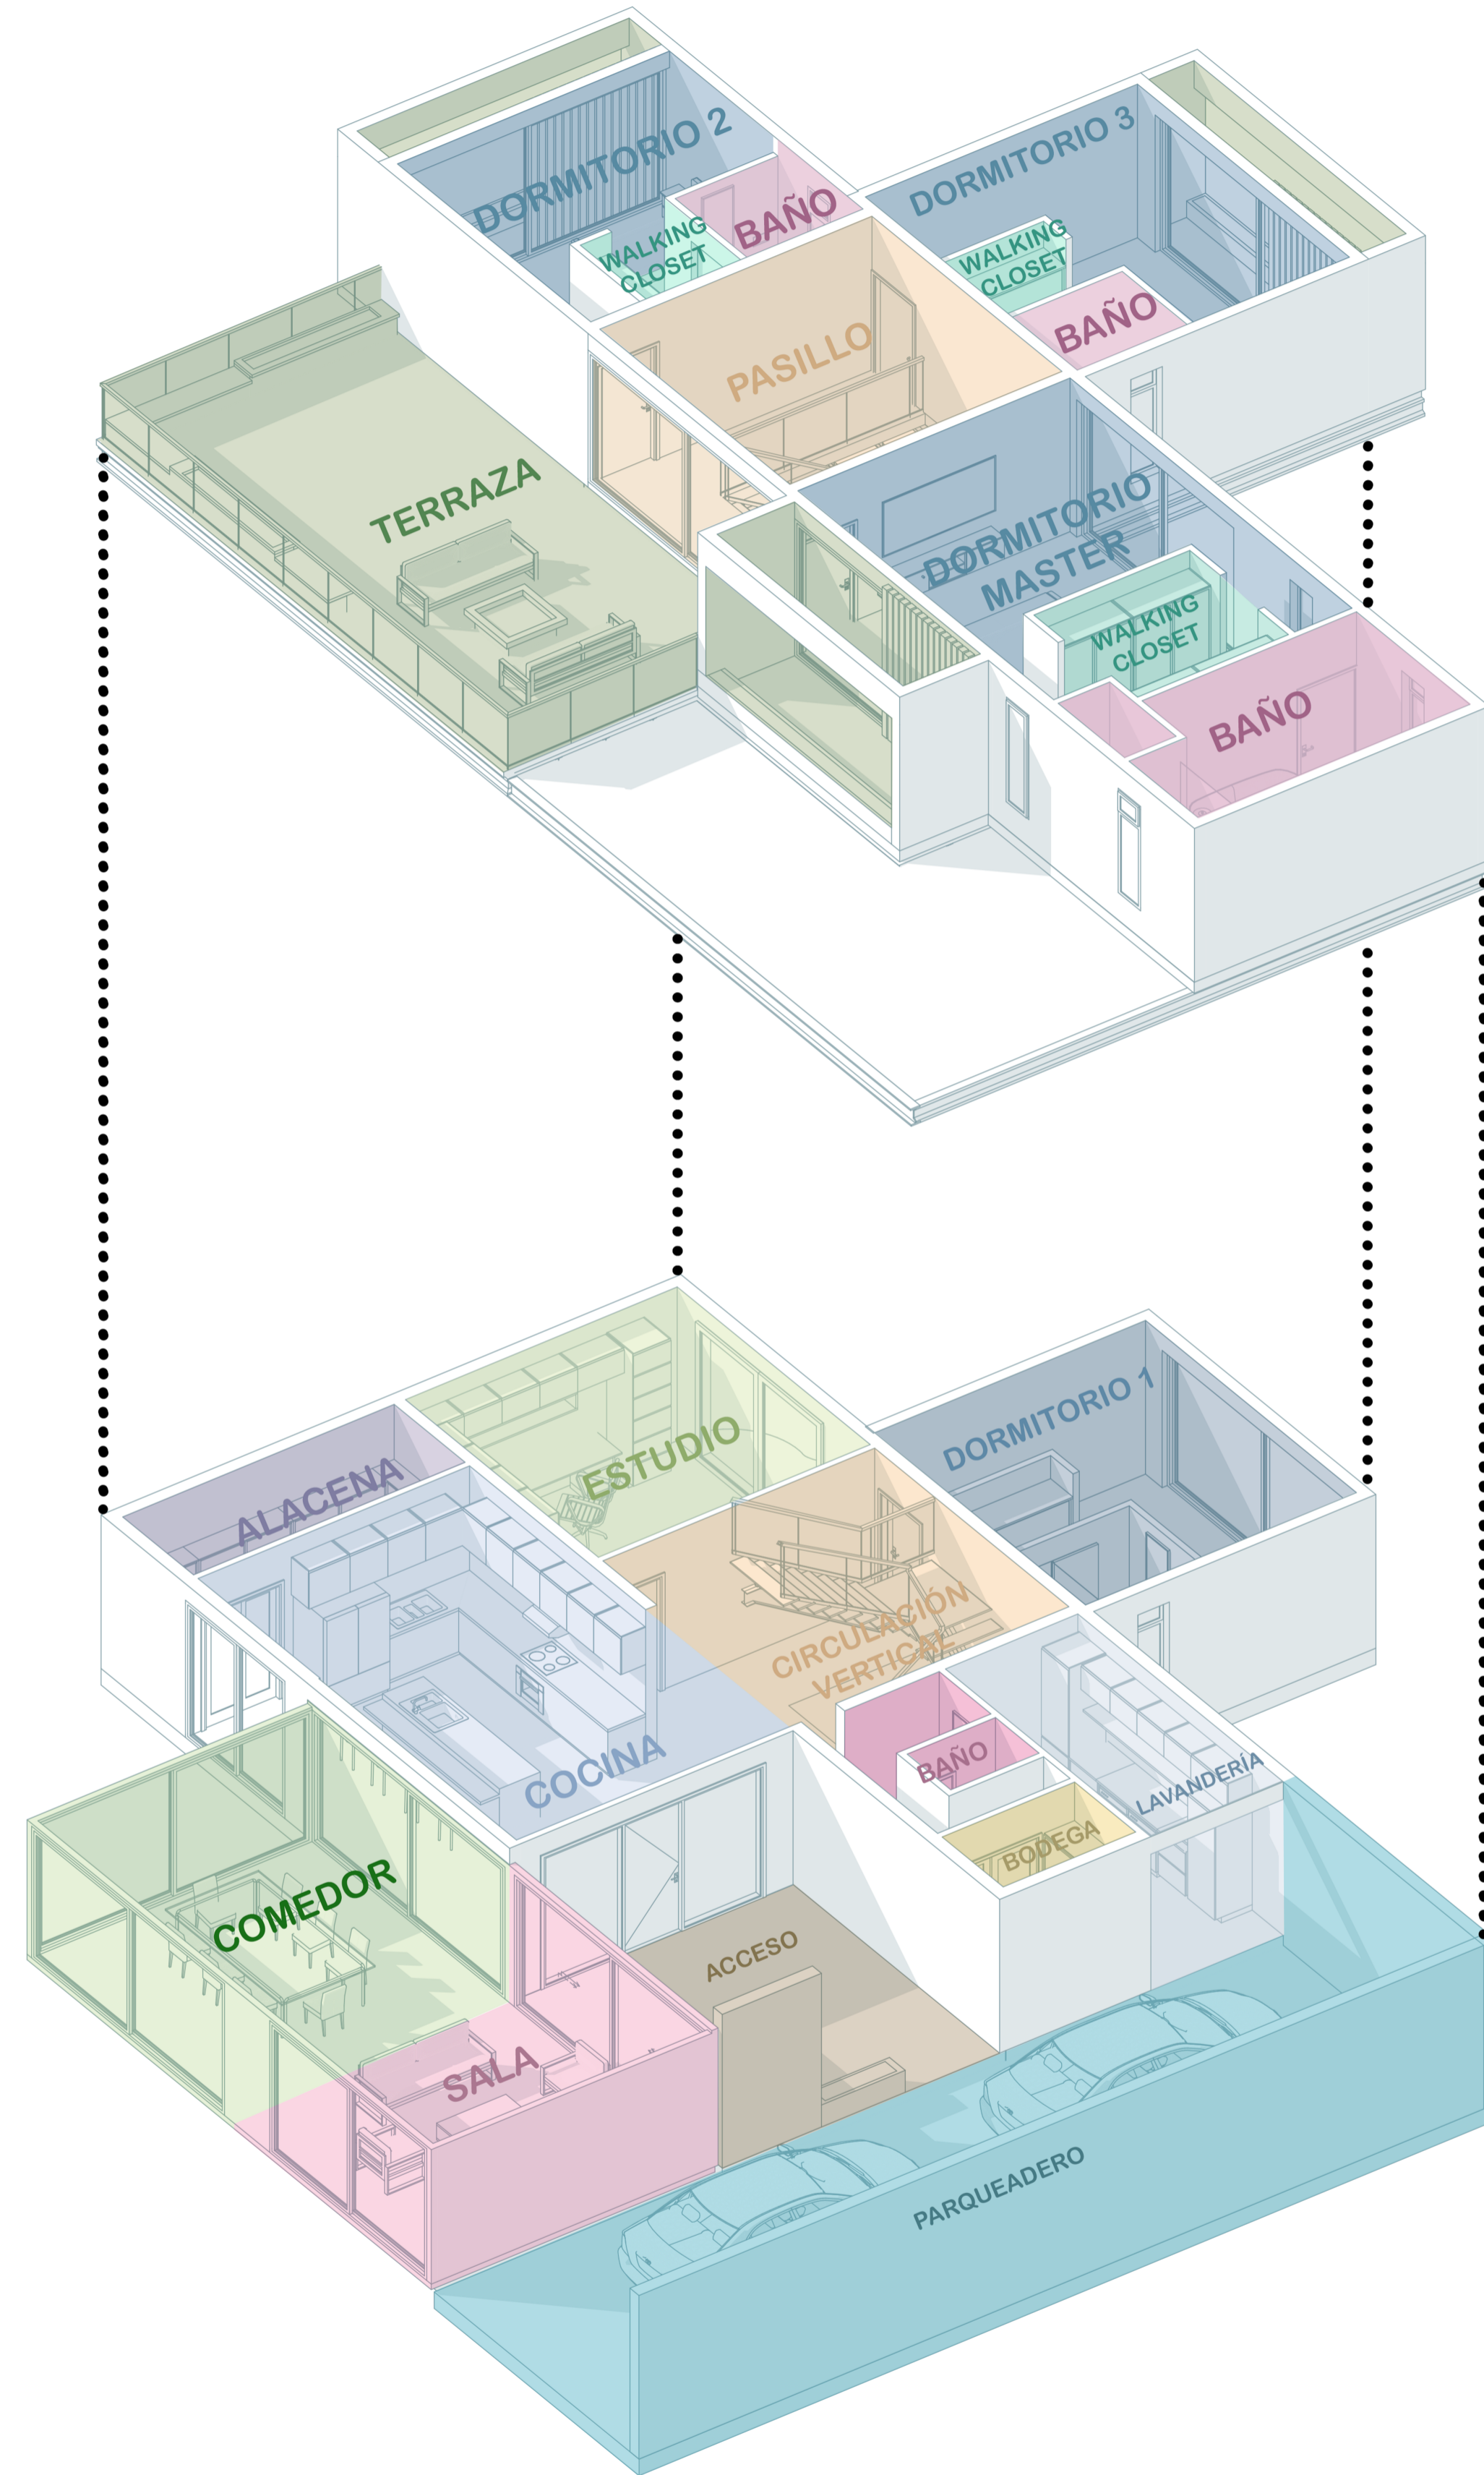 DORMITORIO 2
DORMITORIO 3
BAÑO
WALKING
CLOSET
WALKING
CLOSET
BAÑO
PASILLO
TERRAZA
DORMITORIO
MASTER
WALKING
CLOSET
BAÑO
DORMITORIO 1
ESTUDIO
ALACENA
CIRCULACIÓN
VERTICAL
COCINA
BAÑO
LAVANDERÍA
BODEGA
COMEDOR
ACCESO
SALA
PARQUEADERO